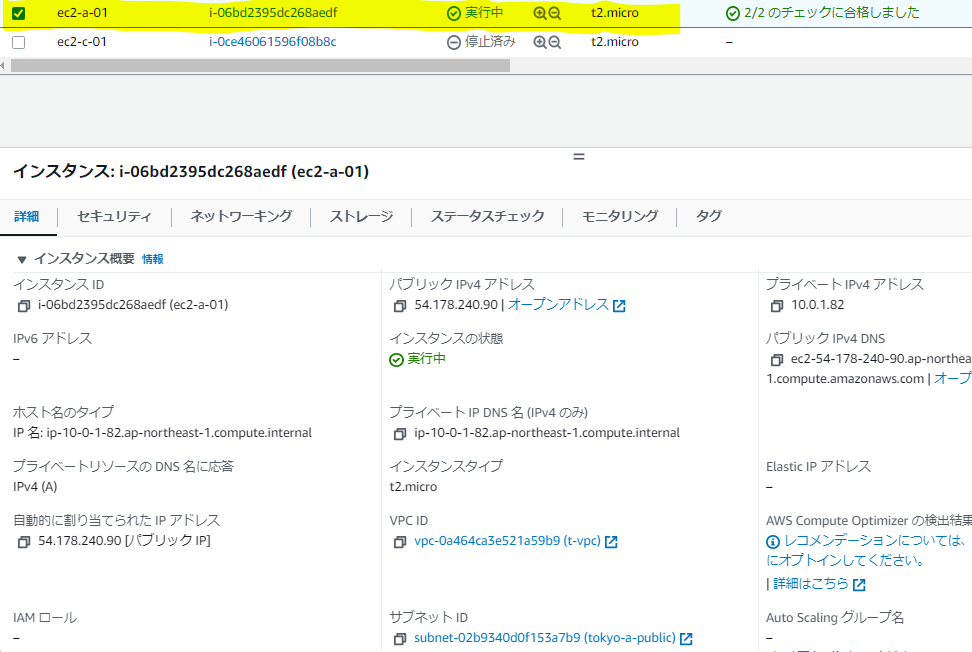 ec2-a-01 i-06bd2395dc268aedf 実行中 t2.micro 2/2 のチェックに合格しました
ec2-c-01 i-0ce46061596f08b8c 停止済み t2.micro –
インスタンス: i-06bd2395dc268aedf (ec2-a-01)
詳細 セキュリティ ネットワーキング ストレージ ステータスチェック モニタリング タグ
▼ インスタンス概要 情報
インスタンス ID
i-06bd2395dc268aedf (ec2-a-01)
パブリック IPv4 アドレス
54.178.240.90 | オープンアドレス
プライベート IPv4 アドレス
10.0.1.82
IPv6 アドレス
–
インスタンスの状態
実行中
パブリック IPv4 DNS
ec2-54-178-240-90.ap-northea
1.compute.amazonaws.com | オープ
ホスト名のタイプ
IP 名: ip-10-0-1-82.ap-northeast-1.compute.internal
プライベート IP DNS 名 (IPv4 のみ)
ip-10-0-1-82.ap-northeast-1.compute.internal
プライベートリソースの DNS 名に応答
IPv4 (A)
インスタンスタイプ
t2.micro
Elastic IP アドレス
–
自動的に割り当てられた IP アドレス
54.178.240.90 [パブリック IP]
VPC ID
vpc-0a464ca3e521a59b9 (t-vpc)
AWS Compute Optimizer の検出結果
レコメンデーションについては、
にオプトインしてください。
| 詳細はこちら
IAM ロール
–
サブネット ID
subnet-02b9340d0f153a7b9 (tokyo-a-public)
Auto Scaling グループ名
–